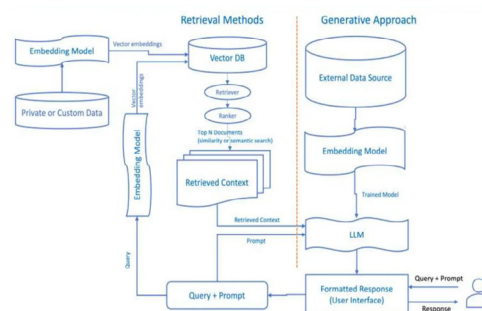 Retrieval Methods
Generative Approach
Vector embeddings
Embedding Model
Vector DB
External Data Source
Private or Custom Data
Vector
embeddings
Retriever
Ranker
Top N Documents
(similarity or semantic search)
Embedding Model
Embedding Model
Retrieved Context
Trained Model
Retrieved Context
LLM
Prompt
Query
Query + Prompt
Formatted Response
(User Interface)
Query + Prompt
Response